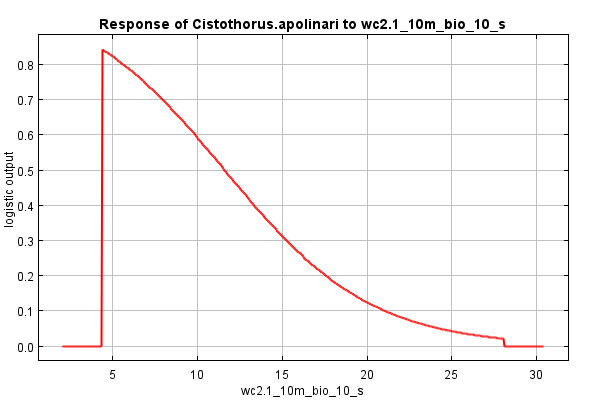 Response of Cistothorus.apolinari to wc2.1_10m_bio_10_s
logistic output
0.8
0.7
0.6
0.5
0.4
0.3
0.2
0.1
0.0
5 10 15 20 25 30
wc2.1_10m_bio_10_s